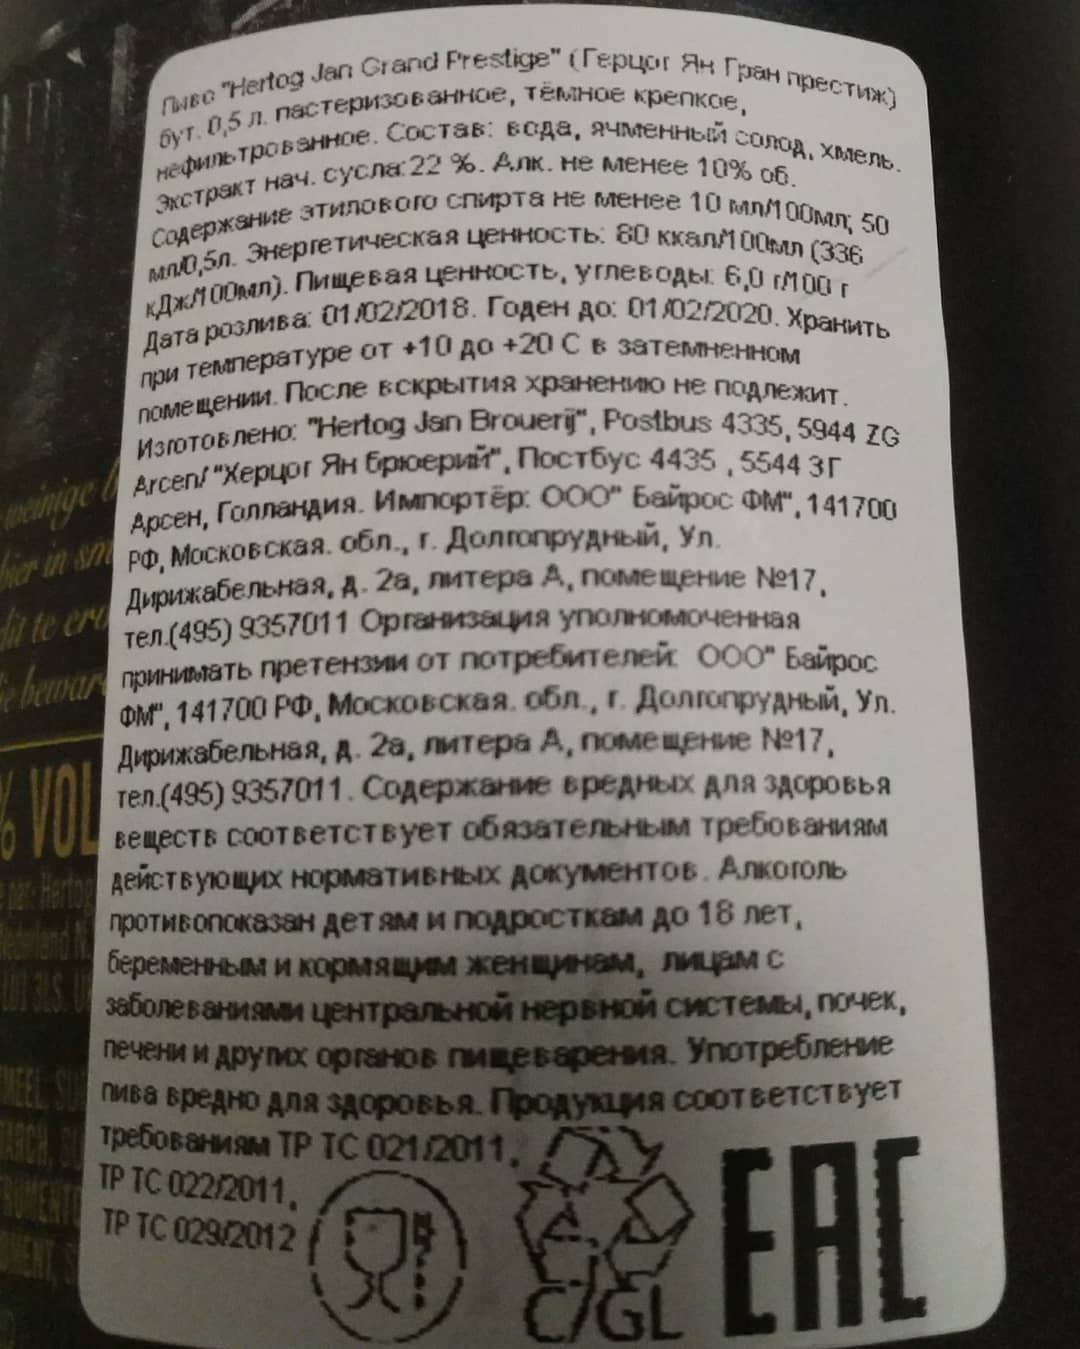 Пиво "Hertog Jan Grand Prestige" (Герцог Ян Гран престиж)
бут. 0,5 л. пастеризованное, тёмное крепкое,
нефильтрованное. Состав: вода, ячменный солод, хмель.
Экстракт нач. сусла:22 %. Алк. не менее 10% об.
Содержание этилового спирта не менее 10 мл/100мл; 50
мл/0,5л. Энергетическая ценность: 80 ккал/100мл (336
кДж/100мл). Пищевая ценность, углеводы: 6,0 г/100 г
Дата розлива: 01/02/2018. Годен до: 01/02/2020. Хранить
при температуре от +10 до +20 С в затемненном
помещении. После вскрытия хранению не подлежит.
Изготовлено: "Hertog Jan Brouerij", Postbus 4335, 5944 ZG
Arcen/ "Херцог Ян брюерий", Постбус 4435 , 5544 ЗГ
Арсен, Голландия. Импортёр: ООО" Байрос ФМ", 141700
РФ, Московская. обл., г. Долгопрудный, Ул.
Дирижабельная, д. 2а, литера А, помещение №17,
тел.(495) 9357011 Организация уполномоченная
принимать претензии от потребителей: ООО" Байрос
ФМ", 141700 РФ, Московская. обл., г. Долгопрудный, Ул.
Дирижабельная, д. 2а, литера А, помещение №17,
тел.(495) 9357011. Содержание вредных для здоровья
веществ соответствует обязательным требованиям
действующих нормативных документов. Алкоголь
противопоказан детям и подросткам до 18 лет,
беременным и кормящим женщинам, лицам с
заболеваниями центральной нервной системы, почек,
печени и других органов пищеварения. Употребление
пива вредно для здоровья. Продукция соответствует
требованиям ТР ТС 021/2011,
ТР ТС 022/2011,
ТР ТС 029/2012
C/GL
EAC
weinige
bier in
te
% VOL